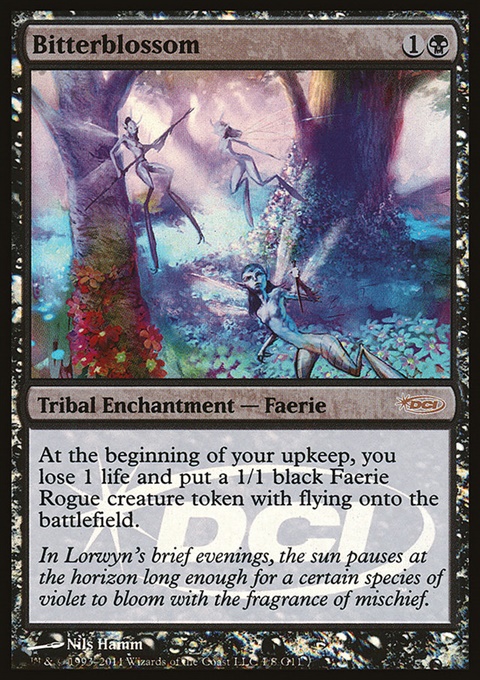 Bitterblossom 1
Tribal Enchantment — Faerie DCI
At the beginning of your upkeep, you
lose 1 life and put a 1/1 black Faerie
Rogue creature token with flying onto the
battlefield.
In Lorwyn's brief evenings, the sun pauses at
the horizon long enough for a certain species of
violet to bloom with the fragrance of mischief.
DCI
Nils Hamm
1993–2011 Wizards of the Coast LLC